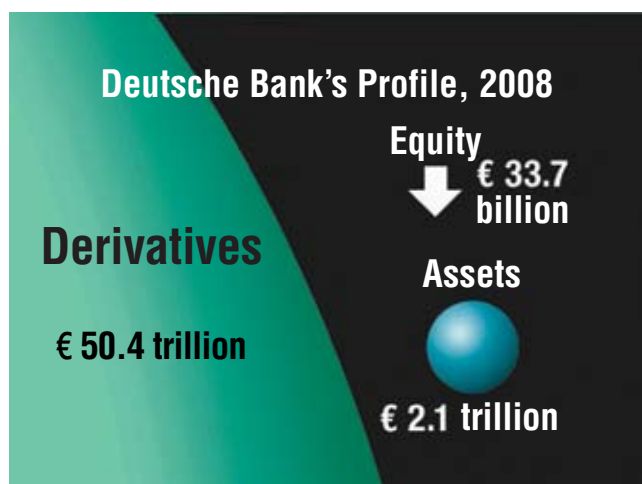 Deutsche Bank's Profile, 2008
Equity
€ 33.7
billion
Derivatives
€ 50.4 trillion
Assets
€ 2.1 trillion